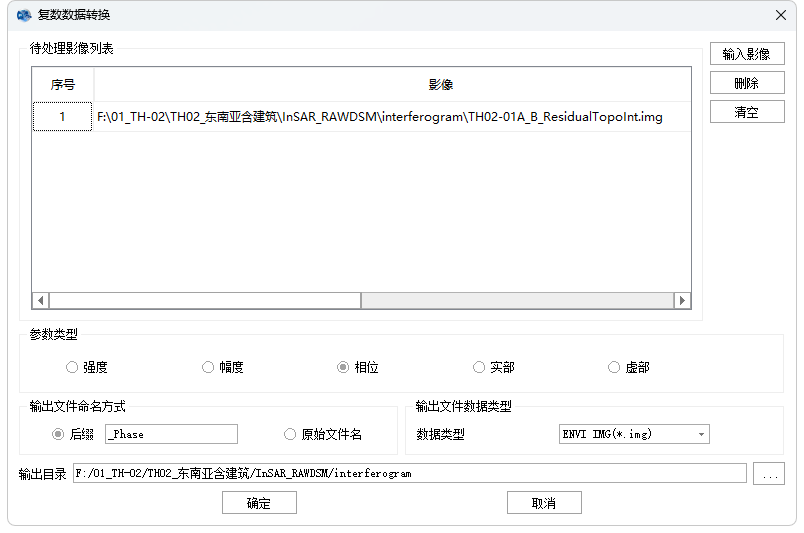 复数数据转换
待处理影像列表
输入影像
序号 影像
删除
1 F:\01_TH-02\TH02_东南亚含建筑\InSAR_RAWDSM\interferogram\TH02-01A_B_ResidualTopoInt.img
清空
参数类型
强度 幅度 相位 实部 虚部
输出文件命名方式 输出文件数据类型
后缀 _Phase 原始文件名 数据类型 ENVI IMG(*.img)
输出目录 F:/01_TH-02/TH02_东南亚含建筑/InSAR_RAWDSM/interferogram ...
确定 取消